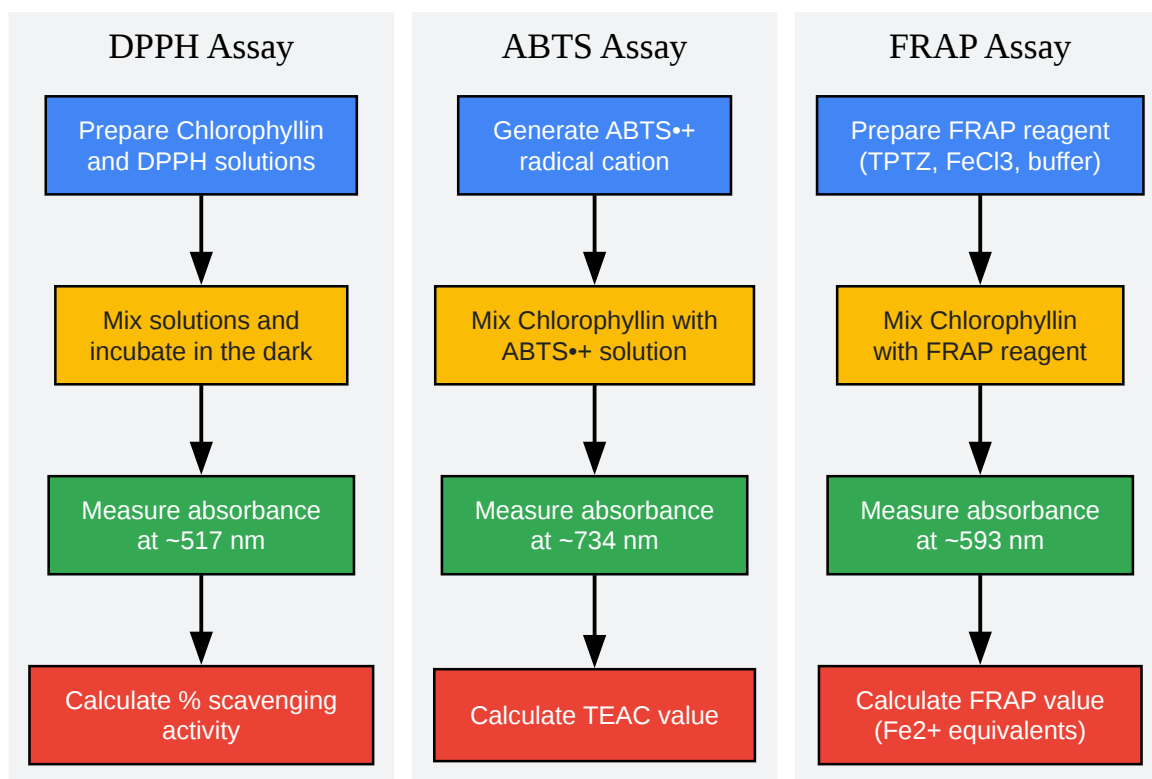 DPPH Assay
Prepare Chlorophyllin
and DPPH solutions
Mix solutions and
incubate in the dark
Measure absorbance
at ~517 nm
Calculate % scavenging
activity
ABTS Assay
Generate ABTS•+
radical cation
Mix Chlorophyllin with
ABTS•+ solution
Measure absorbance
at ~734 nm
Calculate TEAC value
FRAP Assay
Prepare FRAP reagent
(TPTZ, FeCl3, buffer)
Mix Chlorophyllin
with FRAP reagent
Measure absorbance
at ~593 nm
Calculate FRAP value
(Fe2+ equivalents)